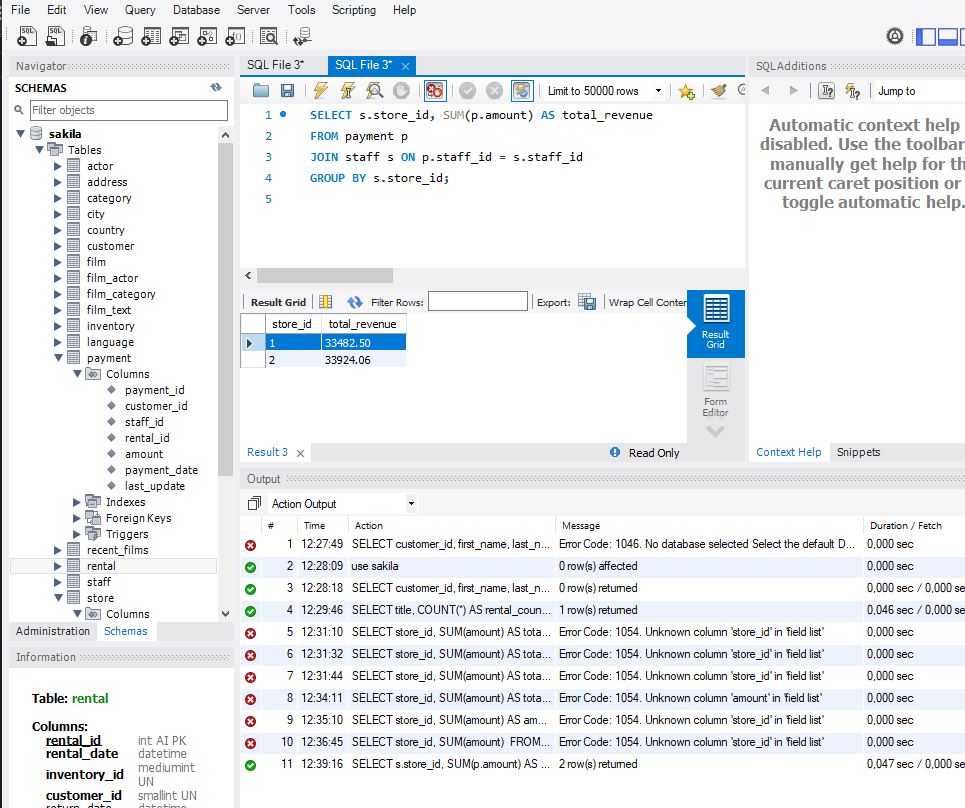 File Edit View Query Database Server Tools Scripting Help
Navigator
SCHEMAS
Filter objects
sakila
Tables
actor
address
category
city
country
customer
film
film_actor
film_category
film_text
inventory
language
payment
Columns
payment_id
customer_id
staff_id
rental_id
amount
payment_date
last_update
Indexes
Foreign Keys
Triggers
recent_films
rental
staff
store
Columns
Administration Schemas
Information
Table: rental
Columns:
rental_id int AI PK
rental_date datetime
inventory_id mediumint UN
customer_id smallint UN
return_date datetime
SQL File 3* SQL File 3*
Limit to 50000 rows
1 SELECT s.store_id, SUM(p.amount) AS total_revenue
2 FROM payment p
3 JOIN staff s ON p.staff_id = s.staff_id
4 GROUP BY s.store_id;
5
Result Grid Filter Rows: Export: Wrap Cell Conten
store_id total_revenue
1 33482.50
2 33924.06
Result Grid
Form Editor
Result 3 Read Only
SQLAdditions
Jump to
Automatic context help
disabled. Use the toolbar
manually get help for th
current caret position or
toggle automatic help.
Context Help Snippets
Output
Action Output
# Time Action Message Duration / Fetch
1 12:27:49 SELECT customer_id, first_name, last_n... Error Code: 1046. No database selected Select the default D... 0,000 sec
2 12:28:09 use sakila 0 row(s) affected 0,000 sec
3 12:28:18 SELECT customer_id, first_name, last_n... 0 row(s) returned 0,000 sec / 0,000 se
4 12:29:46 SELECT title, COUNT(*) AS rental_coun... 1 row(s) returned 0,046 sec / 0,000 se
5 12:31:10 SELECT store_id, SUM(amount) AS tota... Error Code: 1054. Unknown column 'store_id' in 'field list' 0,000 sec
6 12:31:32 SELECT store_id, SUM(amount) AS tota... Error Code: 1054. Unknown column 'store_id' in 'field list' 0,000 sec
7 12:31:44 SELECT store_id, SUM(amount) AS tota... Error Code: 1054. Unknown column 'store_id' in 'field list' 0,000 sec
8 12:34:11 SELECT store_id, SUM(amount) AS tota... Error Code: 1054. Unknown column 'amount' in 'field list' 0,000 sec
9 12:35:10 SELECT store_id, SUM(amount) AS am... Error Code: 1054. Unknown column 'store_id' in 'field list' 0,000 sec
10 12:36:45 SELECT store_id, SUM(amount) FROM... Error Code: 1054. Unknown column 'store_id' in 'field list' 0,000 sec
11 12:39:16 SELECT s.store_id, SUM(p.amount) AS ... 2 row(s) returned 0,047 sec / 0,000 se